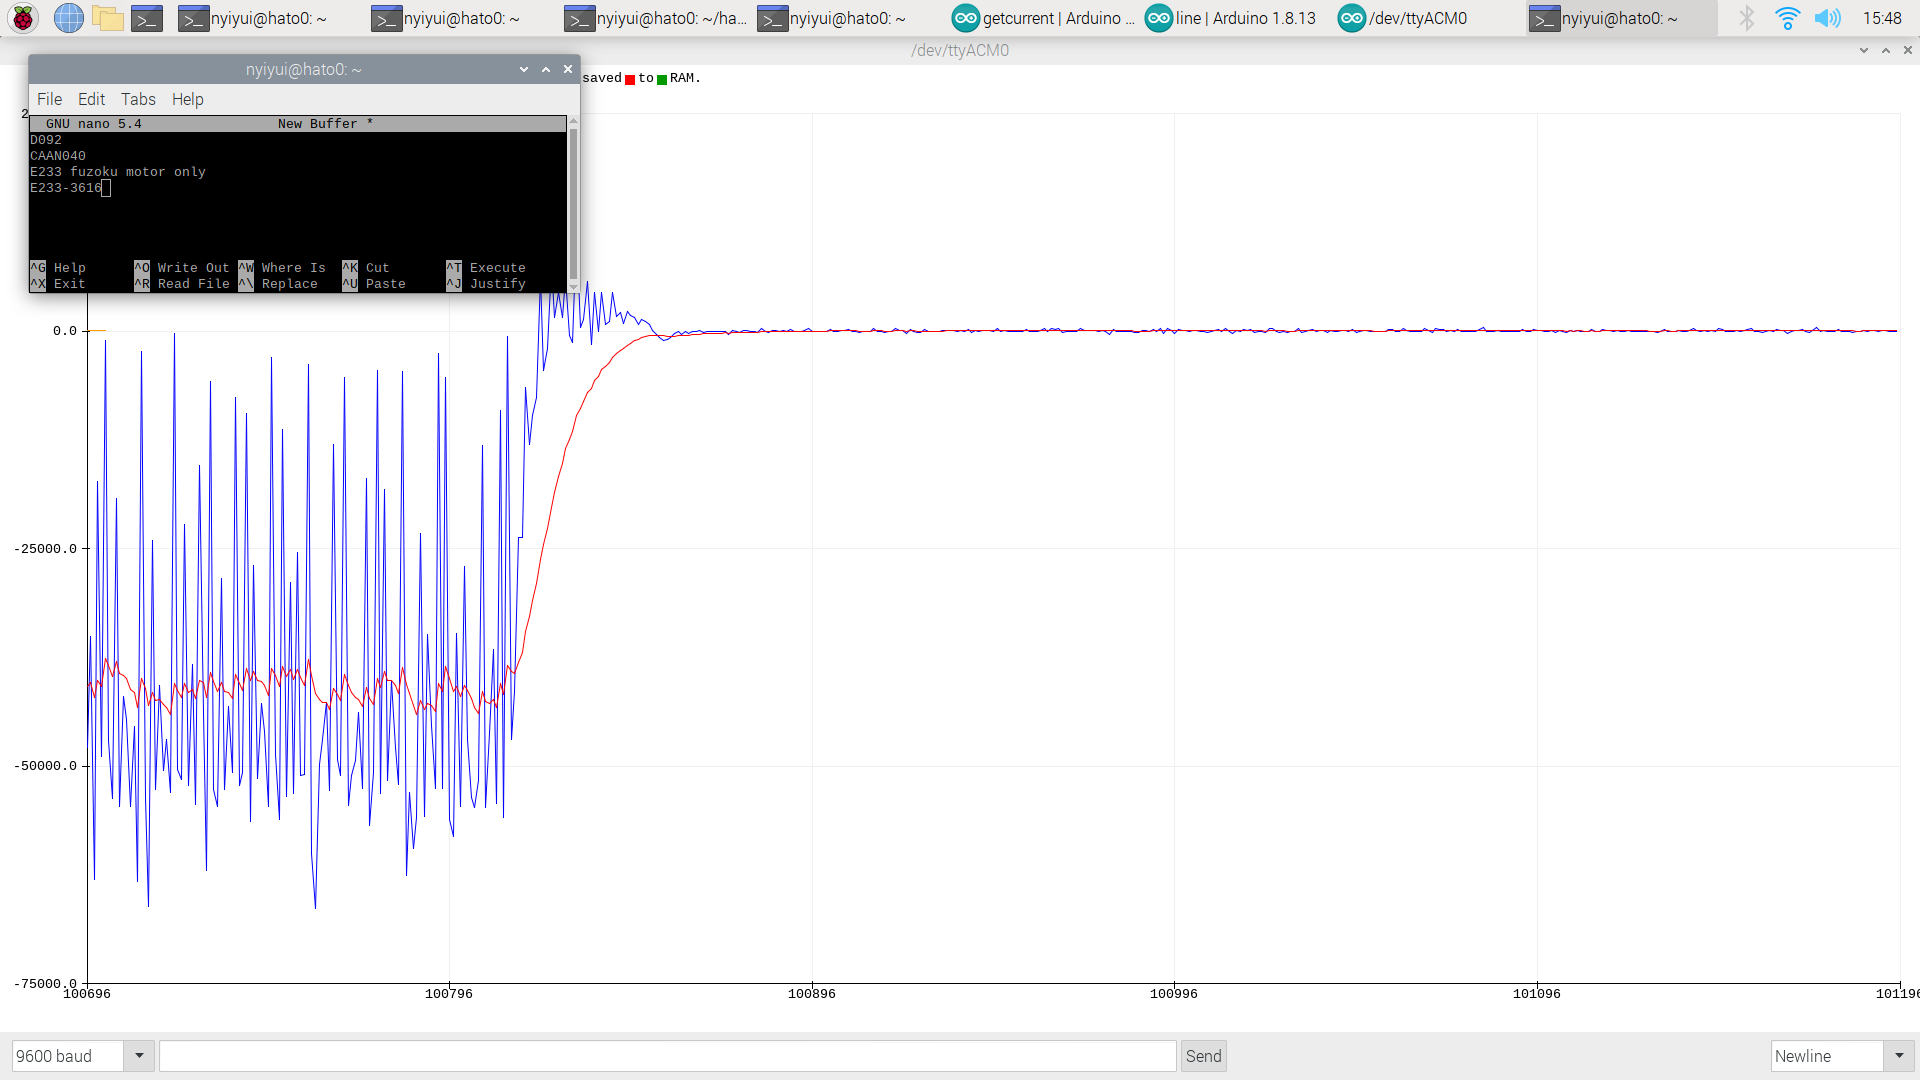 nyiyui@hato0: ~
nyiyui@hato0: ~
nyiyui@hato0: ~/ha...
nyiyui@hato0: ~
getcurrent | Arduino ...
line | Arduino 1.8.13
/dev/ttyACM0
nyiyui@hato0: ~
15:48
/dev/ttyACM0
nyiyui@hato0: ~
saved to RAM.
File Edit Tabs Help
GNU nano 5.4 New Buffer *
D092
CAAN040
E233 fuzoku motor only
E233-3616
^G Help ^O Write Out ^W Where Is ^K Cut ^T Execute
^X Exit ^R Read File ^\ Replace ^U Paste ^J Justify
2
0.0
-25000.0
-50000.0
-75000.0
100696 100796 100896 100996 101096 101196
9600 baud
Send
Newline